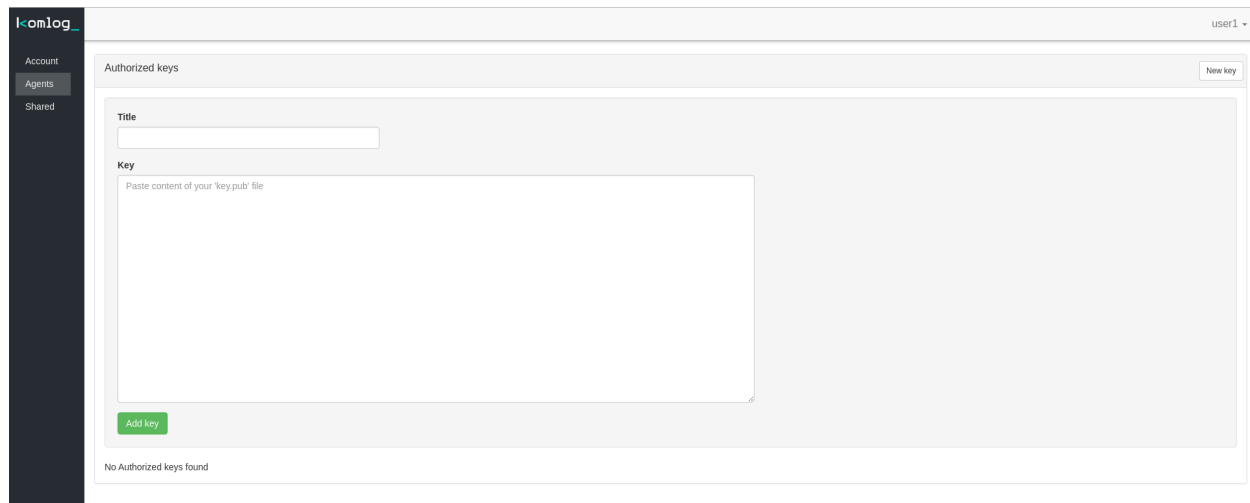 komlog_
user1
Account
Agents
Shared
Authorized keys
New key
Title
Key
Paste content of your 'key.pub' file
Add key
No Authorized keys found